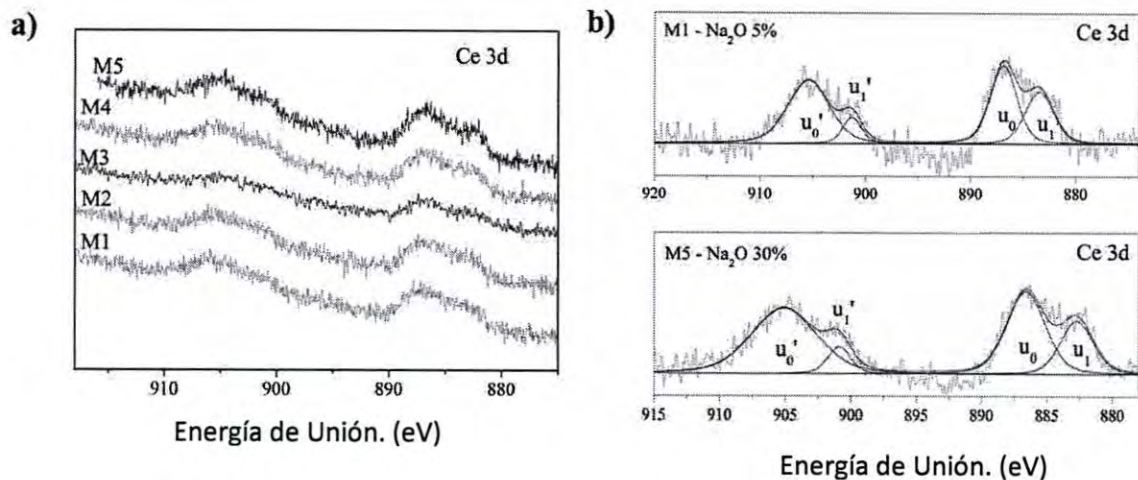 a)
Ce 3d
M5
M4
M3
M2
M1
910 900 890 880
Energía de Unión. (eV)
b)
M1 - Na₂O 5% Ce 3d
u₀' u₁' u₀ u₁
920 910 900 890 880
M5 - Na₂O 30% Ce 3d
u₀' u₁' u₀ u₁
915 910 905 900 895 890 885 880
Energía de Unión. (eV)